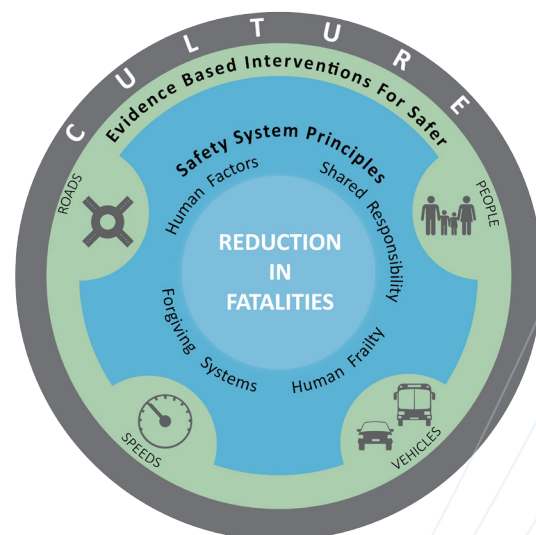 CULTURE
Evidence Based Interventions For Safer
Safety System Principles
Human Factors
Shared Responsibility
ROADS
PEOPLE
REDUCTION
IN
FATALITIES
Forgiving Systems
Human Frailty
SPEEDS
VEHICLES